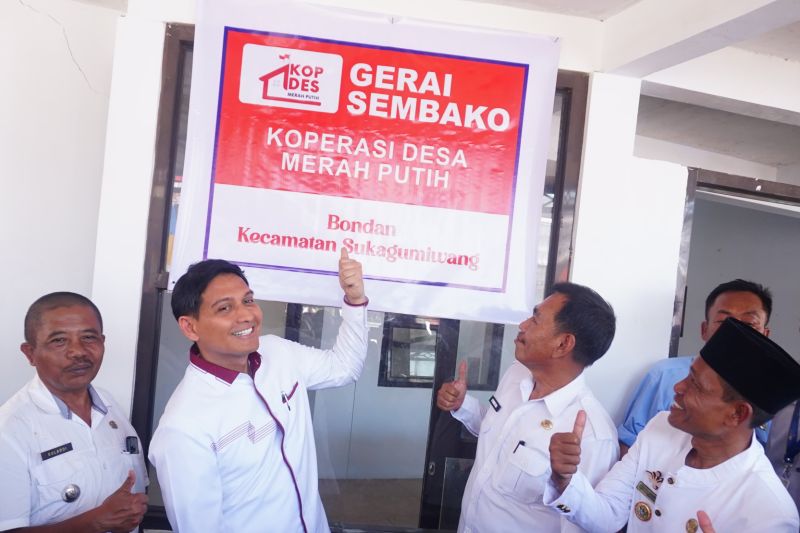 KOP
DES
MERAH PUTIH
GERAI
SEMBAKO
KOPERASI DESA
MERAH PUTIH
Bondan
Kecamatan Sukagumiwang